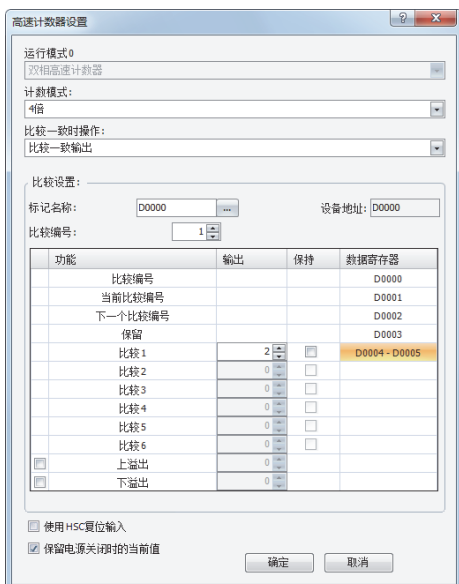 高速计数器设置
运行模式0
双相高速计数器
计数模式:
4倍
比较一致时操作:
比较一致输出
比较设置:
标记名称: D0000 ... 设备地址: D0000
比较编号: 1
功能 输出 保持 数据寄存器
比较编号 D0000
当前比较编号 D0001
下一个比较编号 D0002
保留 D0003
比较1 2 D0004 - D0005
比较2 0
比较3 0
比较4 0
比较5 0
比较6 0
上溢出 0
下溢出 0
使用HSC复位输入
保留电源关闭时的当前值
确定 取消